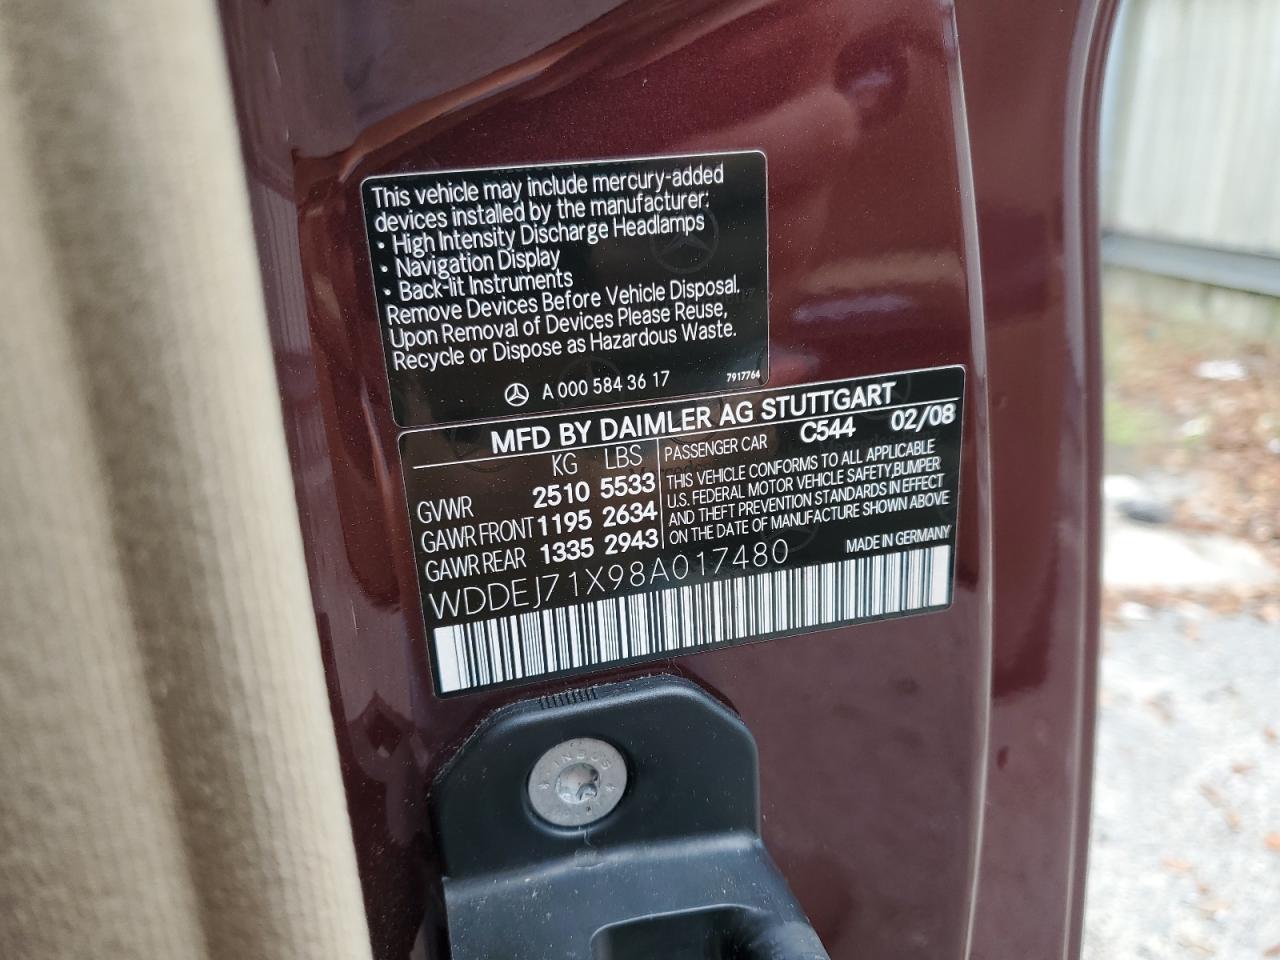 This vehicle may include mercury-added
devices installed by the manufacturer:
• High Intensity Discharge Headlamps
• Navigation Display
• Back-lit Instruments
Remove Devices Before Vehicle Disposal.
Upon Removal of Devices Please Reuse,
Recycle or Dispose as Hazardous Waste.
A 000 584 36 17 7917764
MFD BY DAIMLER AG STUTTGART
KG LBS
GVWR 2510 5533
GAWR FRONT 1195 2634
GAWR REAR 1335 2943
PASSENGER CAR C544 02/08
THIS VEHICLE CONFORMS TO ALL APPLICABLE
U.S. FEDERAL MOTOR VEHICLE SAFETY,BUMPER
AND THEFT PREVENTION STANDARDS IN EFFECT
ON THE DATE OF MANUFACTURE SHOWN ABOVE
WDDEJ71X98A017480 MADE IN GERMANY